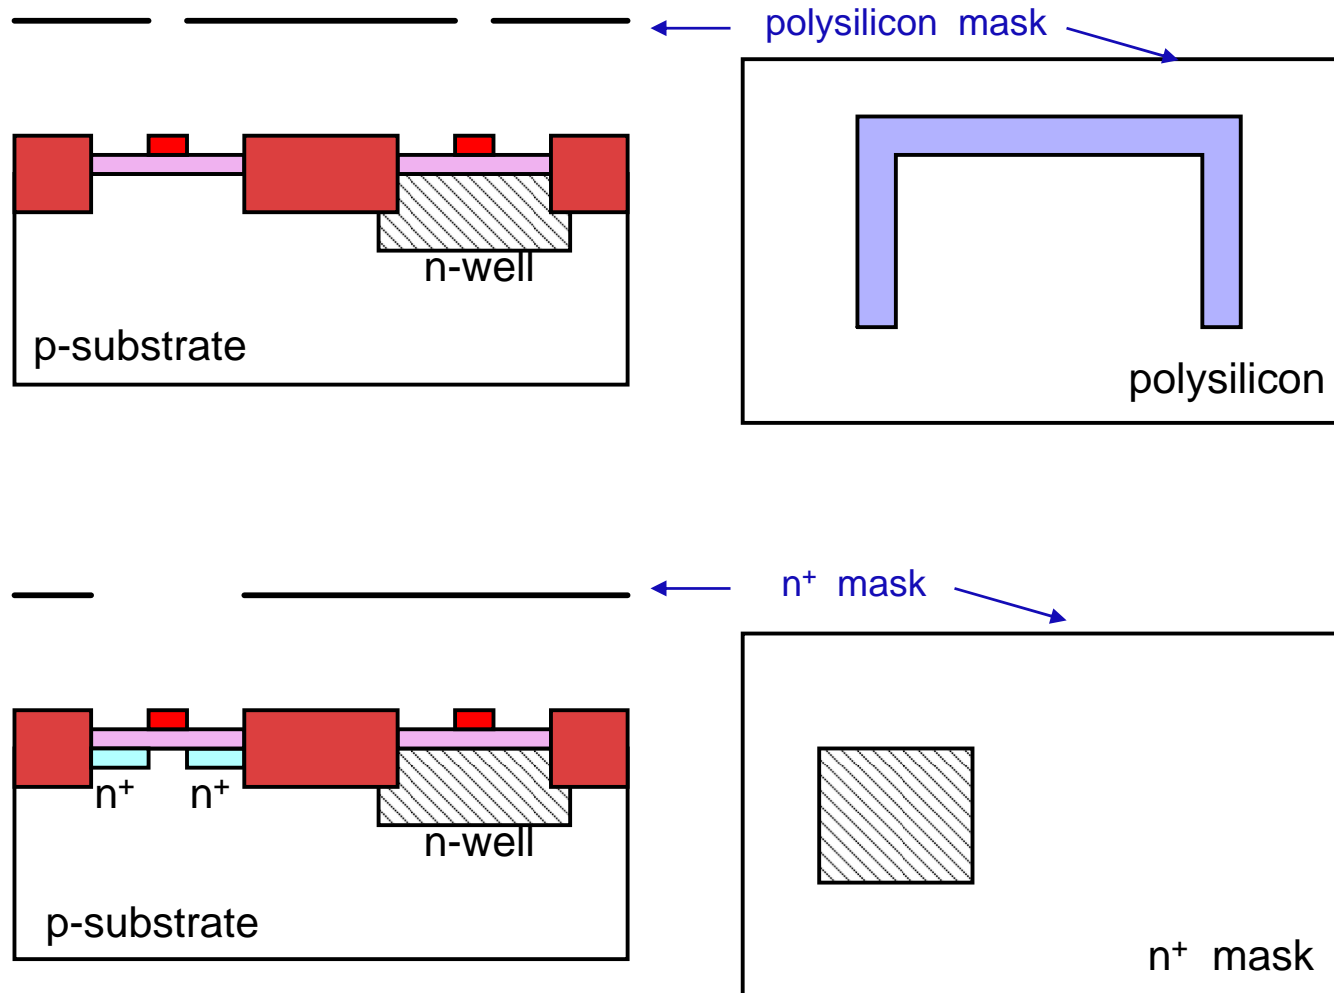 polysilicon mask
n-well
p-substrate
polysilicon
n⁺ mask
n⁺ n⁺
n-well
p-substrate
n⁺ mask